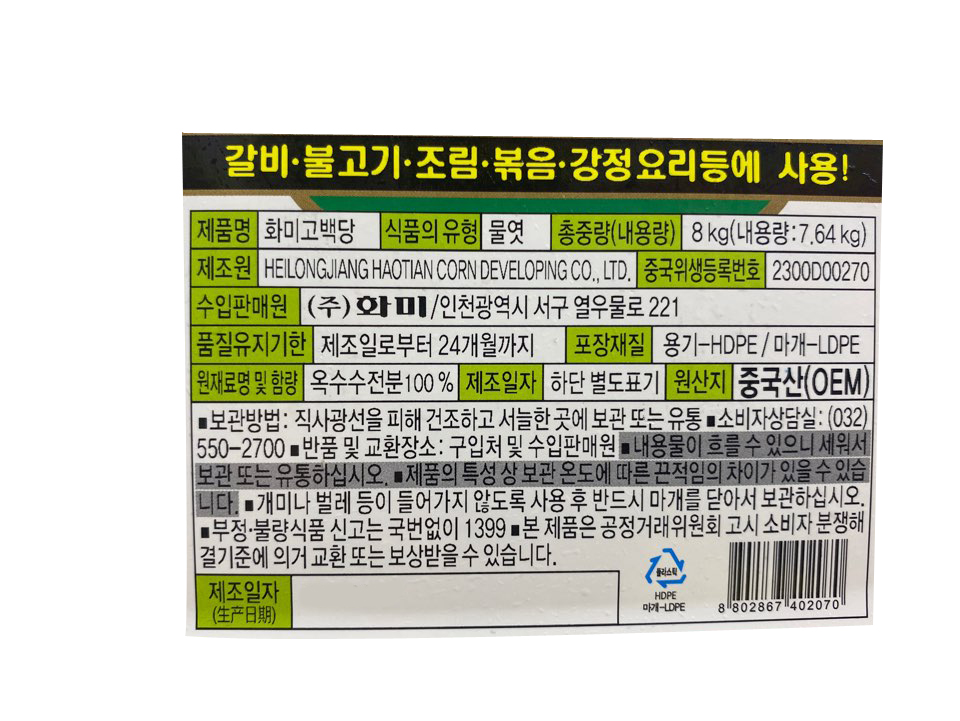 갈비·불고기·조림·볶음·강정요리등에 사용!
제품명 화미고백당 식품의 유형 물엿 총중량(내용량) 8 kg(내용량:7.64 kg)
제조원 HEILONGJIANG HAOTIAN CORN DEVELOPING CO., LTD. 중국위생등록번호 2300D00270
수입판매원 (주)화미/인천광역시 서구 열우물로 221
품질유지기한 제조일로부터 24개월까지 포장재질 용기-HDPE / 마개-LDPE
원재료명 및 함량 옥수수전분100 % 제조일자 하단 별도표기 원산지 중국산(OEM)
■보관방법: 직사광선을 피해 건조하고 서늘한 곳에 보관 또는 유통 ■소비자상담실: (032)
550-2700 ■반품 및 교환장소: 구입처 및 수입판매원 ■내용물이 흐를 수 있으니 세워서
보관 또는 유통하십시오. ■제품의 특성 상 보관 온도에 따른 끈적임의 차이가 있을 수 있습
니다. ■개미나 벌레 등이 들어가지 않도록 사용 후 반드시 마개를 닫아서 보관하십시오.
■부정·불량식품 신고는 국번없이 1399 ■본 제품은 공정거래위원회 고시 소비자 분쟁해
결기준에 의거 교환 또는 보상받을 수 있습니다.
제조일자
(生产日期)
플라스틱
HDPE
마개-LDPE
8 802867 402070